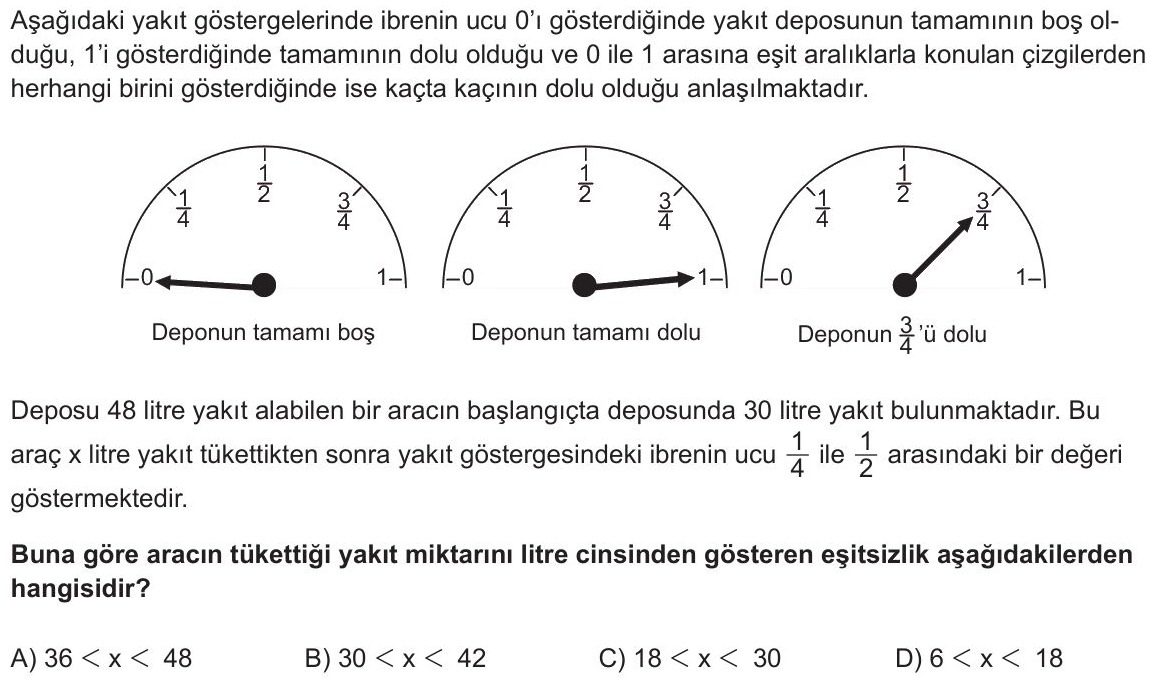 Aşağıdaki yakıt göstergelerinde ibrenin ucu 0’ı gösterdiğinde yakıt deposunun tamamının boş ol-
duğu, 1’i gösterdiğinde tamamının dolu olduğu ve 0 ile 1 arasına eşit aralıklarla konulan çizgilerden
herhangi birini gösterdiğinde ise kaçta kaçının dolu olduğu anlaşılmaktadır.
0 1/4 1/2 3/4 1
Deponun tamamı boş
0 1/4 1/2 3/4 1
Deponun tamamı dolu
0 1/4 1/2 3/4 1
Deponun 3/4 ’ü dolu
Deposu 48 litre yakıt alabilen bir aracın başlangıçta deposunda 30 litre yakıt bulunmaktadır. Bu
araç x litre yakıt tükettikten sonra yakıt göstergesindeki ibrenin ucu 1/4 ile 1/2 arasındaki bir değeri
göstermektedir.
Buna göre aracın tükettiği yakıt miktarını litre cinsinden gösteren eşitsizlik aşağıdakilerden
hangisidir?
A) 36 < x < 48 B) 30 < x < 42 C) 18 < x < 30 D) 6 < x < 18